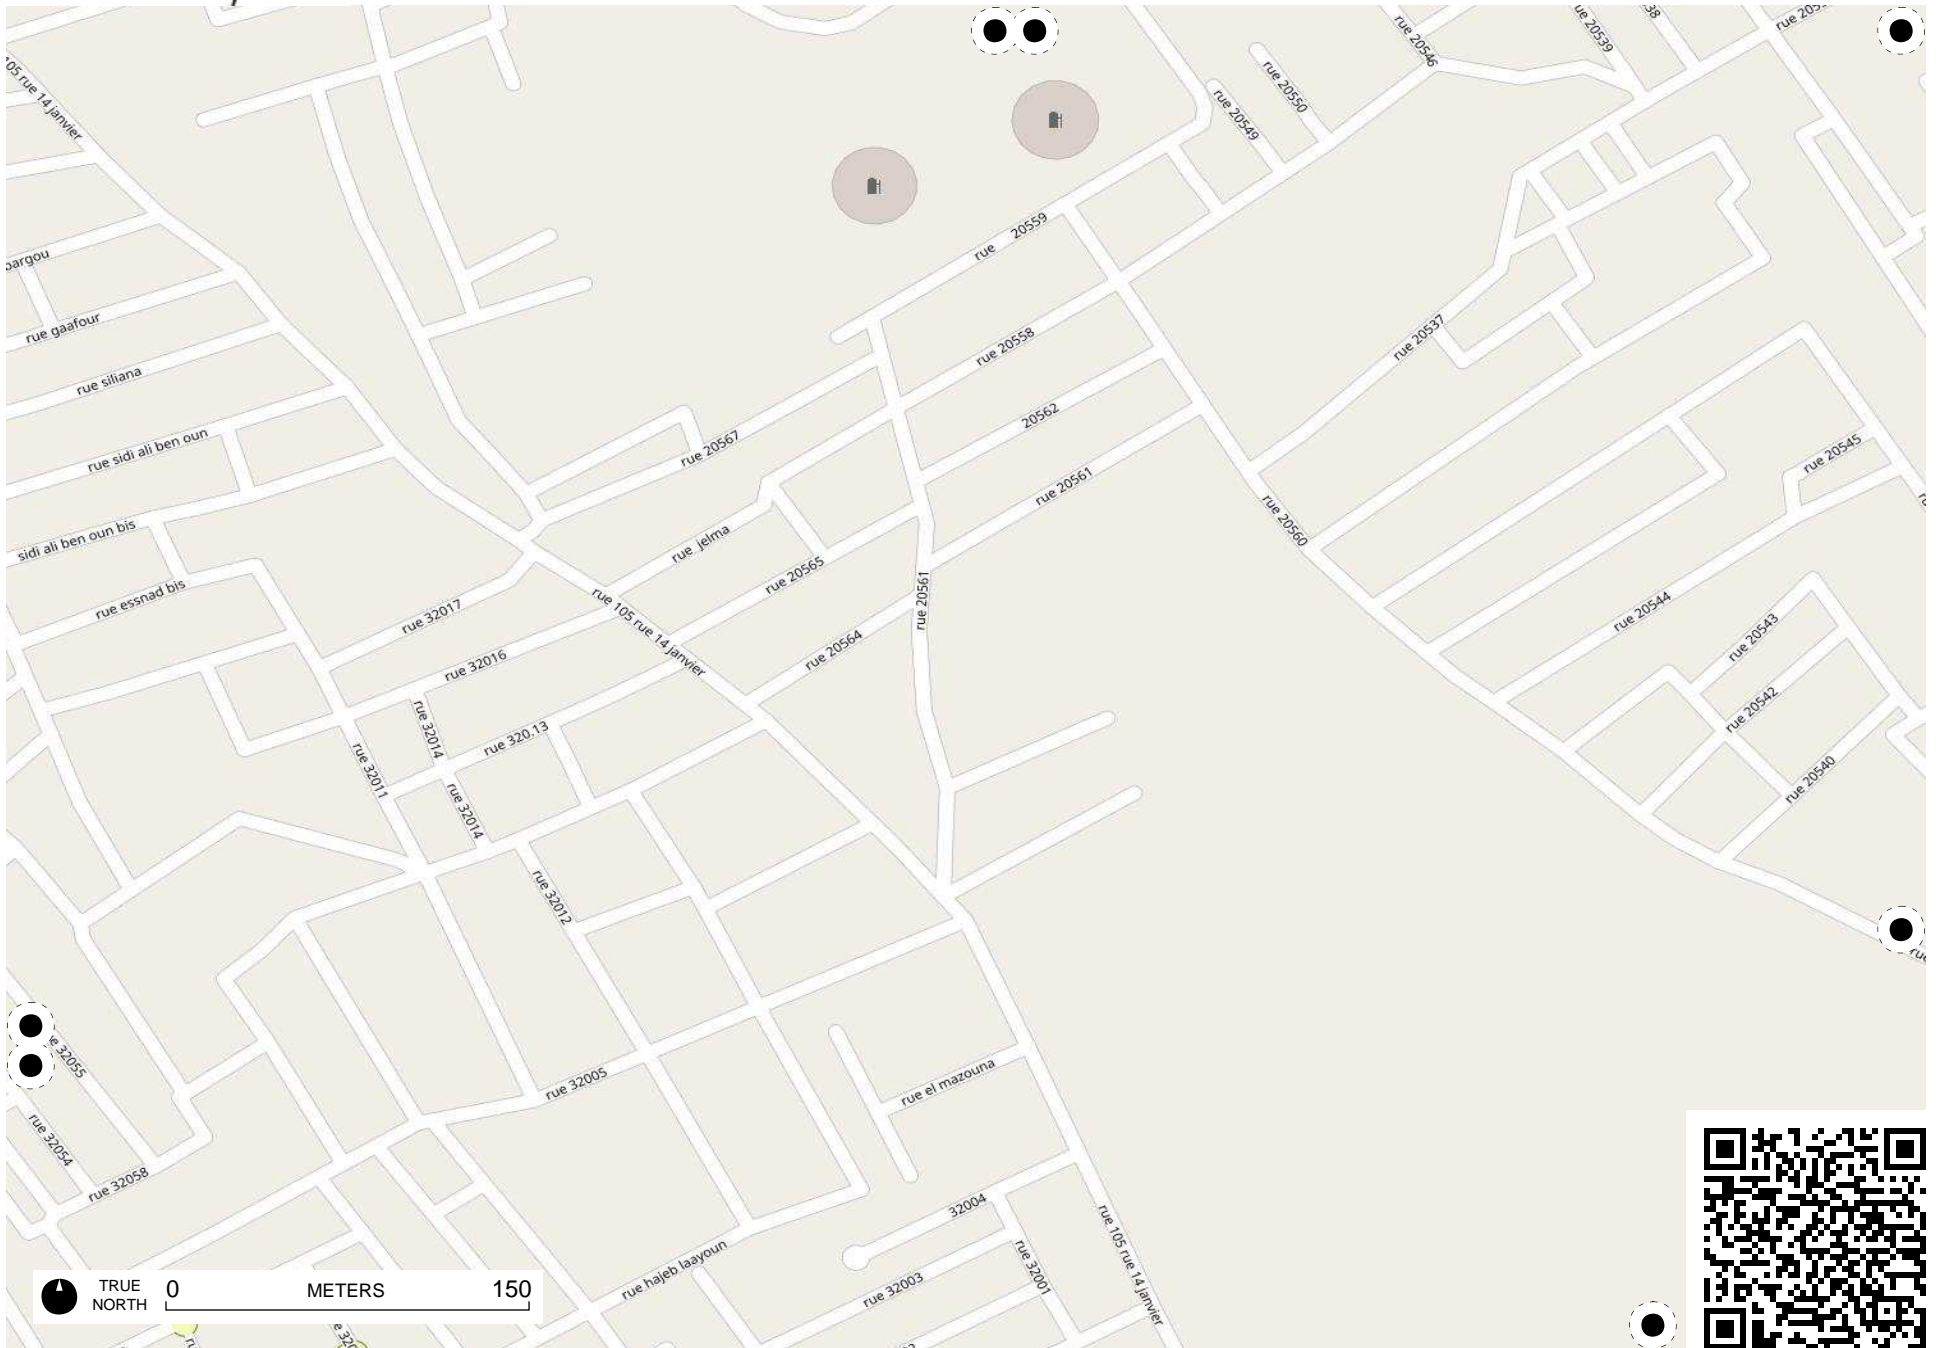 rue 20546
rue 20539
38
105 rue 14 janvier
rue 20550
rue 20549
rue 20559
bargou
rue gaafour
rue 20558
rue 20537
rue siliana
20562
rue sidi ali ben oun
rue 20567
rue 20545
rue 20561
rue 20560
sidi ali ben oun bis
rue jelma
rue 20565
rue essnad bis
rue 32017
rue 105 rue 14 janvier
rue 20561
rue 20544
rue 20564
rue 20543
rue 32016
rue 20542
rue 32014
rue 320.13
rue 32011
rue 20540
rue 32014
rue 32012
rue
rue 32055
rue 32005
rue el mazouna
rue 32054
rue 32058
32004
rue 105 rue 14 janvier
rue hajeb laayoun
rue 32001
rue 32003
TRUE NORTH
0 METERS 150